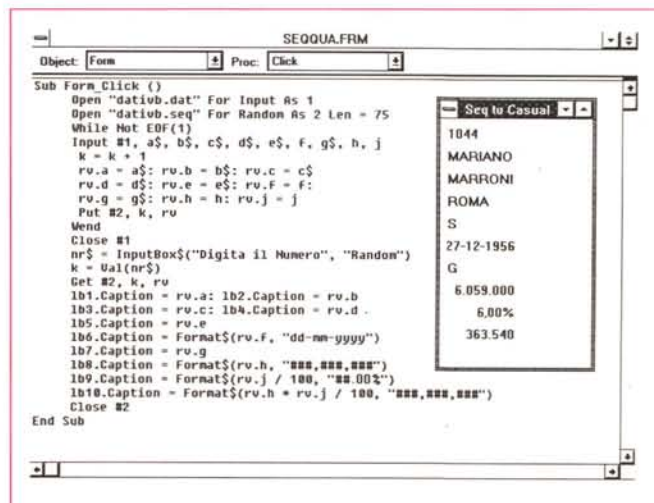 SEQQUA.FRM
Object: Form Proc: Click
Sub Form_Click ()
Open "dativb.dat" For Input As 1
Open "dativb.seq" For Random As 2 Len = 75
While Not EOF(1)
Input #1, a$, b$, c$, d$, e$, f, g$, h, j
k = k + 1
rv.a = a$: rv.b = b$: rv.c = c$
rv.d = d$: rv.e = e$: rv.f = f:
rv.g = g$: rv.h = h: rv.j = j
Put #2, k, rv
Wend
Close #1
nr$ = InputBox$("Digita il Numero", "Random")
k = Val(nr$)
Get #2, k, rv
lb1.Caption = rv.a: lb2.Caption = rv.b
lb3.Caption = rv.c: lb4.Caption = rv.d
lb5.Caption = rv.e
lb6.Caption = Format$(rv.f, "dd-mm-yyyy")
lb7.Caption = rv.g
lb8.Caption = Format$(rv.h, "###,###,###")
lb9.Caption = Format$(rv.j / 100, "##.00%")
lb10.Caption = Format$(rv.h * rv.j / 100, "###,###,###")
Close #2
End Sub
Seq to Casual
1044
MARIANO
MARRONI
ROMA
S
27-12-1956
G
6.059.000
6,00%
363.540